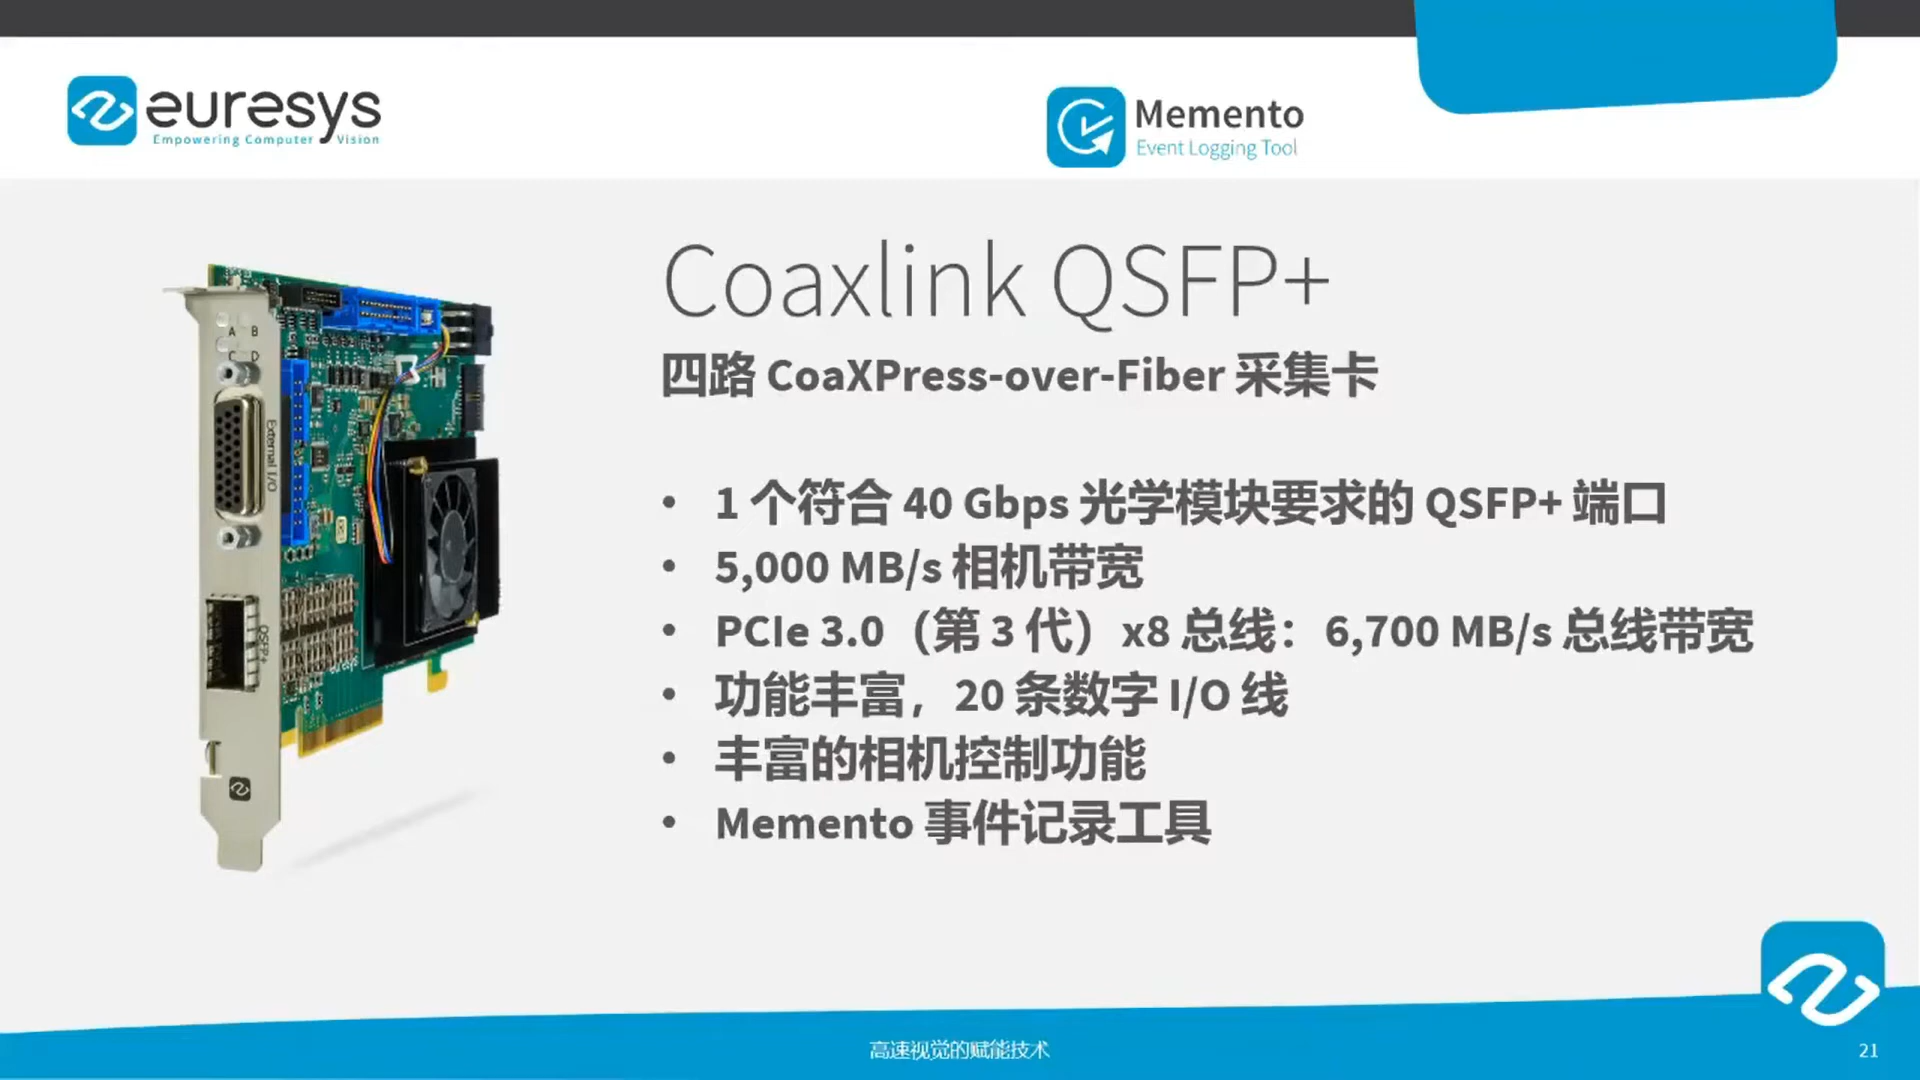 euresys
Empowering Computer Vision
Memento
Event Logging Tool
Coaxlink QSFP+
四路 CoaXPress-over-Fiber 采集卡
• 1 个符合 40 Gbps 光学模块要求的 QSFP+ 端口
• 5,000 MB/s 相机带宽
• PCIe 3.0（第 3 代）x8 总线：6,700 MB/s 总线带宽
• 功能丰富，20 条数字 I/O 线
• 丰富的相机控制功能
• Memento 事件记录工具
A B
C D
External I/O
QSFP+
高速视觉的赋能技术
21